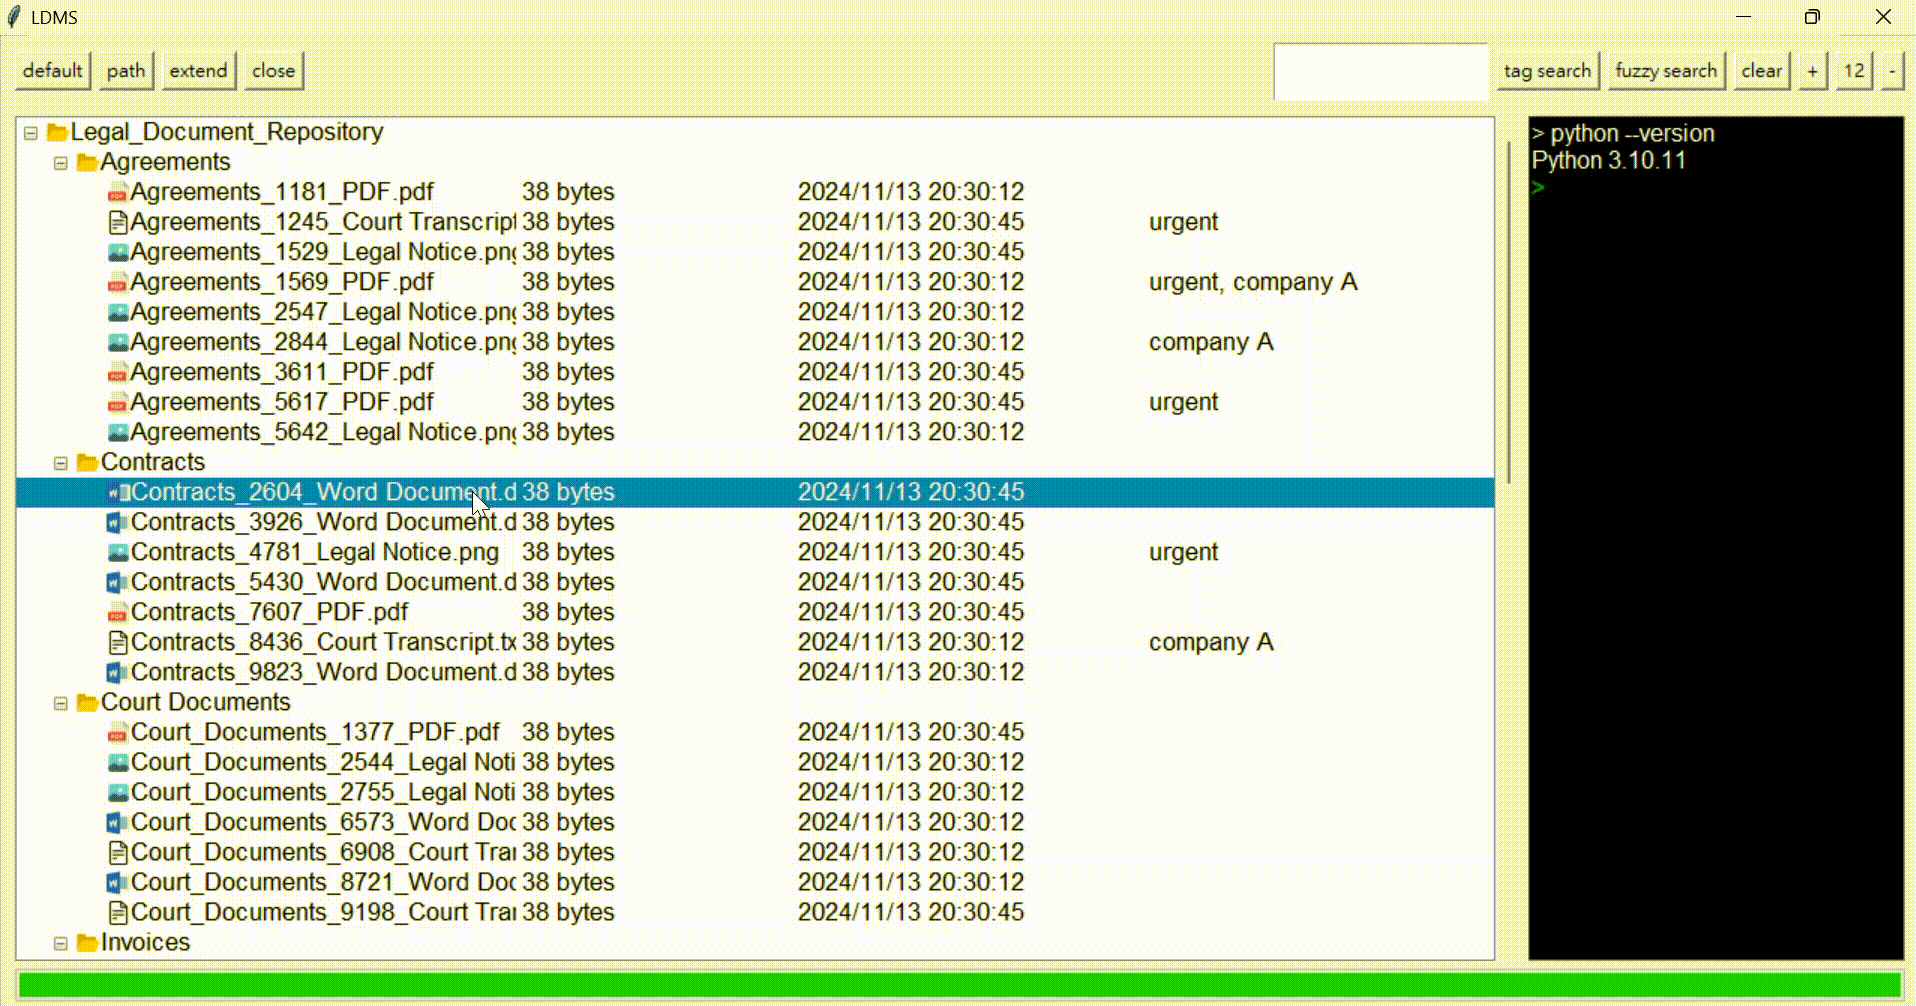 LDMS
default path extend close tag search fuzzy search clear + 12 -
Legal_Document_Repository
Agreements
Agreements_1181_PDF.pdf 38 bytes 2024/11/13 20:30:12
Agreements_1245_Court Transcript 38 bytes 2024/11/13 20:30:45 urgent
Agreements_1529_Legal Notice.png 38 bytes 2024/11/13 20:30:45
Agreements_1569_PDF.pdf 38 bytes 2024/11/13 20:30:12 urgent, company A
Agreements_2547_Legal Notice.png 38 bytes 2024/11/13 20:30:12
Agreements_2844_Legal Notice.png 38 bytes 2024/11/13 20:30:12 company A
Agreements_3611_PDF.pdf 38 bytes 2024/11/13 20:30:45
Agreements_5617_PDF.pdf 38 bytes 2024/11/13 20:30:45 urgent
Agreements_5642_Legal Notice.png 38 bytes 2024/11/13 20:30:12
Contracts
Contracts_2604_Word Document.d 38 bytes 2024/11/13 20:30:45
Contracts_3926_Word Document.d 38 bytes 2024/11/13 20:30:45
Contracts_4781_Legal Notice.png 38 bytes 2024/11/13 20:30:45 urgent
Contracts_5430_Word Document.d 38 bytes 2024/11/13 20:30:45
Contracts_7607_PDF.pdf 38 bytes 2024/11/13 20:30:45
Contracts_8436_Court Transcript.tx 38 bytes 2024/11/13 20:30:12 company A
Contracts_9823_Word Document.d 38 bytes 2024/11/13 20:30:12
Court Documents
Court_Documents_1377_PDF.pdf 38 bytes 2024/11/13 20:30:45
Court_Documents_2544_Legal Noti 38 bytes 2024/11/13 20:30:12
Court_Documents_2755_Legal Noti 38 bytes 2024/11/13 20:30:12
Court_Documents_6573_Word Doc 38 bytes 2024/11/13 20:30:12
Court_Documents_6908_Court Tra 38 bytes 2024/11/13 20:30:12
Court_Documents_8721_Word Doc 38 bytes 2024/11/13 20:30:12
Court_Documents_9198_Court Tra 38 bytes 2024/11/13 20:30:45
Invoices
> python --version
Python 3.10.11
>